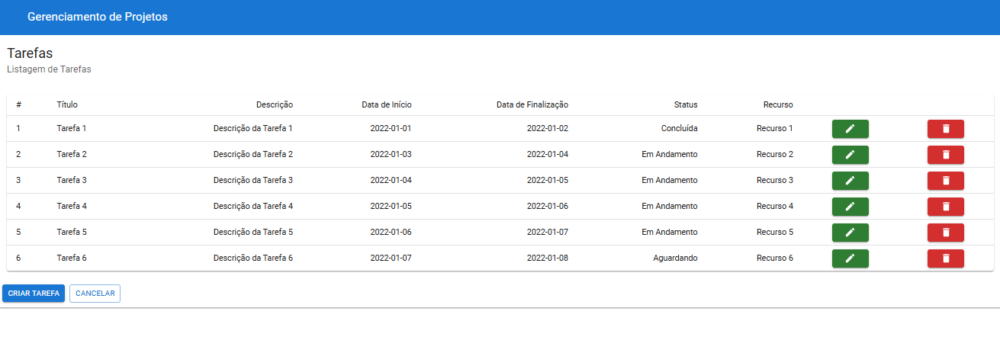 Gerenciamento de Projetos
Tarefas
Listagem de Tarefas
# Título Descrição Data de Início Data de Finalização Status Recurso
1 Tarefa 1 Descrição da Tarefa 1 2022-01-01 2022-01-02 Concluída Recurso 1
2 Tarefa 2 Descrição da Tarefa 2 2022-01-03 2022-01-04 Em Andamento Recurso 2
3 Tarefa 3 Descrição da Tarefa 3 2022-01-04 2022-01-05 Em Andamento Recurso 3
4 Tarefa 4 Descrição da Tarefa 4 2022-01-05 2022-01-06 Em Andamento Recurso 4
5 Tarefa 5 Descrição da Tarefa 5 2022-01-06 2022-01-07 Em Andamento Recurso 5
6 Tarefa 6 Descrição da Tarefa 6 2022-01-07 2022-01-08 Aguardando Recurso 6
CRIAR TAREFA CANCELAR